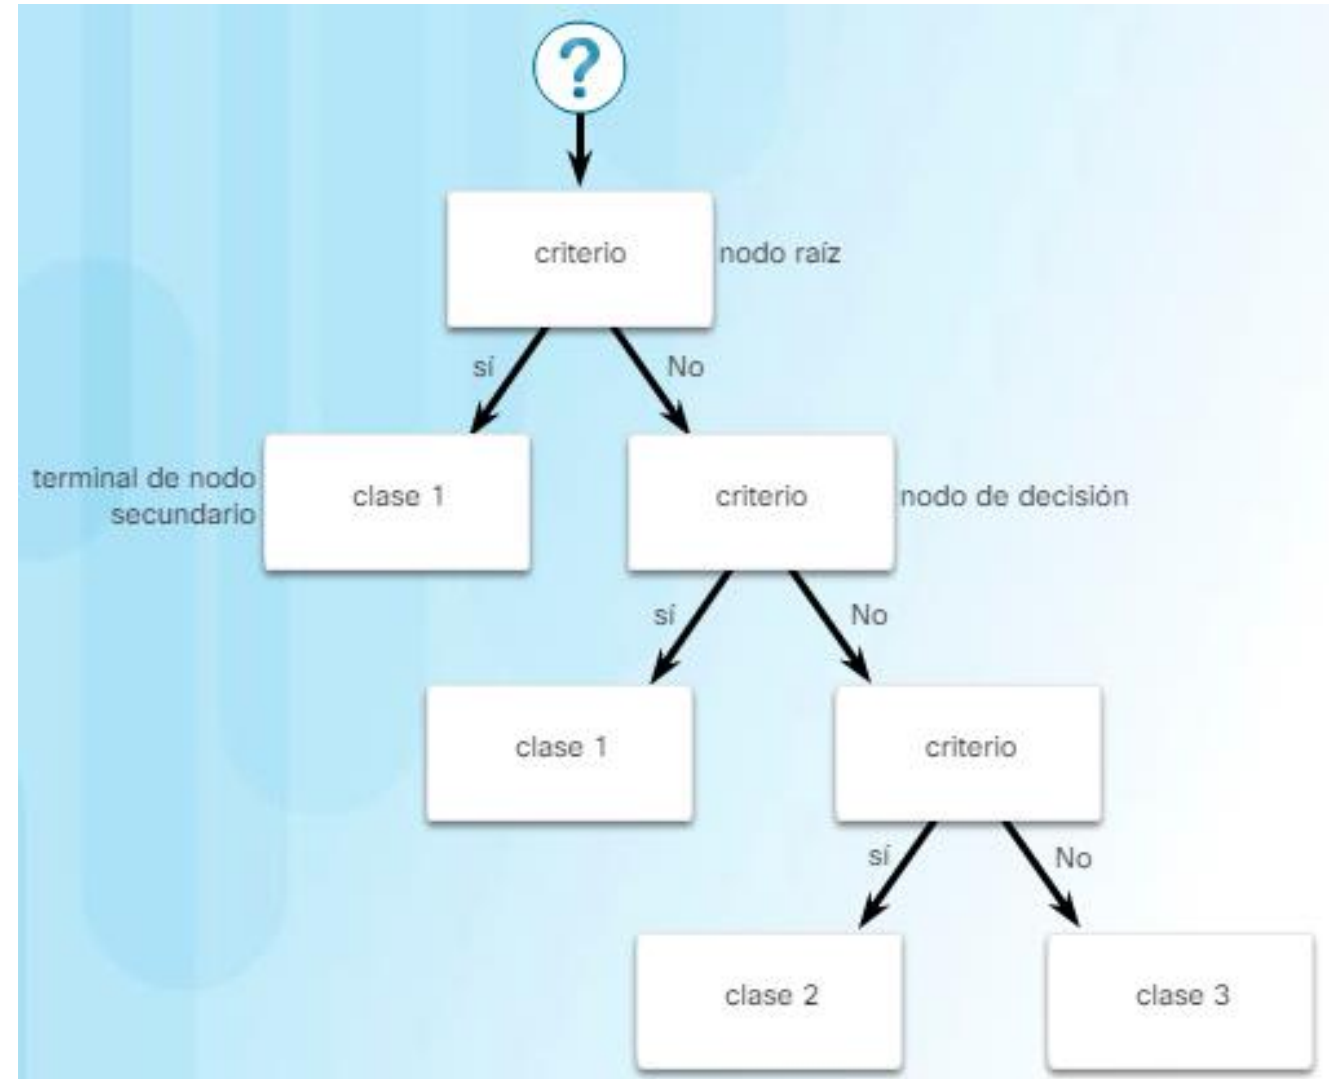 ?
criterio
nodo raíz
sí
No
terminal de nodo
secundario
clase 1
criterio
nodo de decisión
sí
No
clase 1
criterio
sí
No
clase 2
clase 3